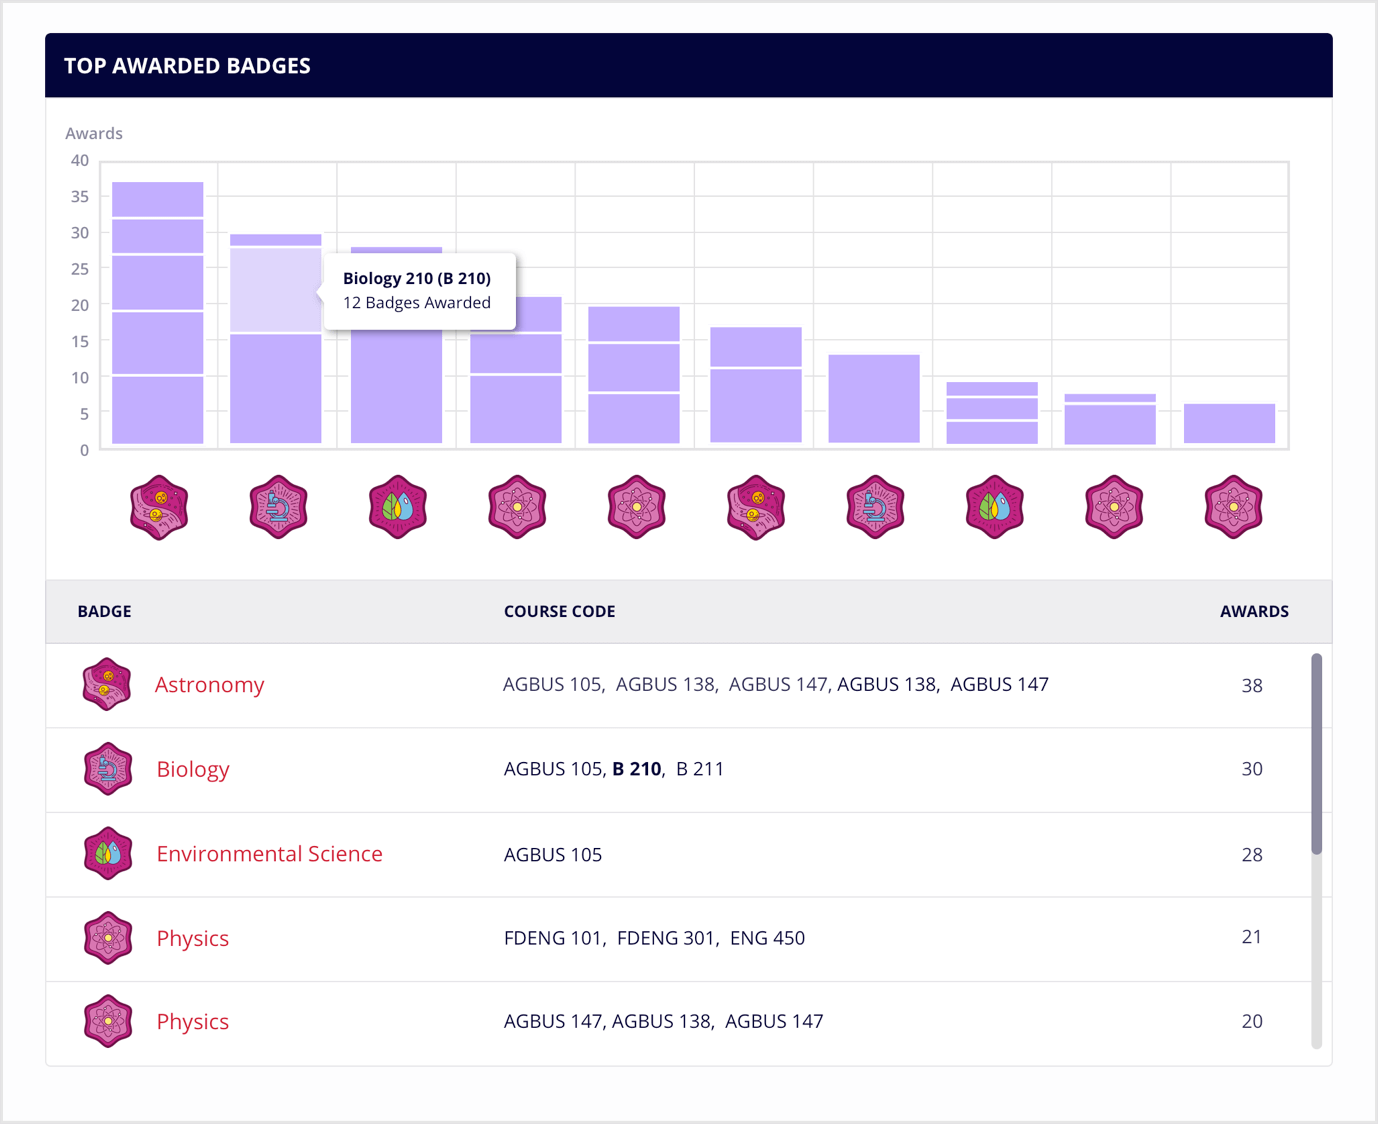 TOP AWARDED BADGES
Awards
40
35
30
25
20
15
10
5
0
Biology 210 (B 210)
12 Badges Awarded
BADGE COURSE CODE AWARDS
Astronomy AGBUS 105, AGBUS 138, AGBUS 147, AGBUS 138, AGBUS 147 38
Biology AGBUS 105, B 210, B 211 30
Environmental Science AGBUS 105 28
Physics FDENG 101, FDENG 301, ENG 450 21
Physics AGBUS 147, AGBUS 138, AGBUS 147 20